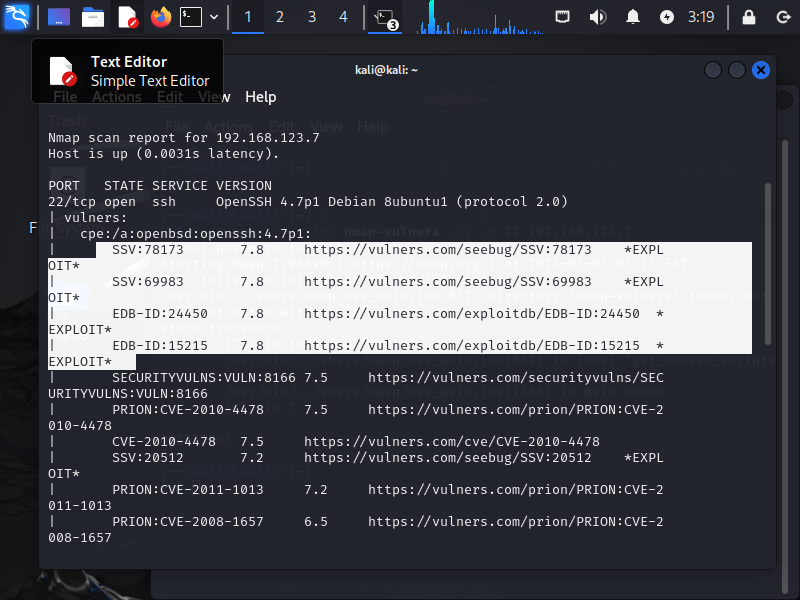 1 2 3 4
3
3:19
Text Editor
Simple Text Editor
kali@kali: ~
File Actions Edit View Help
Trash
File Actions Edit View Help
Nmap scan report for 192.168.123.7
Host is up (0.0031s latency).
PORT   STATE SERVICE VERSION
22/tcp open  ssh     OpenSSH 4.7p1 Debian 8ubuntu1 (protocol 2.0)
| vulners:
|   cpe:/a:openbsd:openssh:4.7p1:
|       SSV:78173       7.8     https://vulners.com/seebug/SSV:78173    *EXPL
OIT*
|       SSV:69983       7.8     https://vulners.com/seebug/SSV:69983    *EXPL
OIT*
|       EDB-ID:24450    7.8     https://vulners.com/exploitdb/EDB-ID:24450  *
EXPLOIT*
|       EDB-ID:15215    7.8     https://vulners.com/exploitdb/EDB-ID:15215  *
EXPLOIT*
|       SECURITYVULNS:VULN:8166 7.5     https://vulners.com/securityvulns/SEC
URITYVULNS:VULN:8166
|       PRION:CVE-2010-4478     7.5     https://vulners.com/prion/PRION:CVE-2
010-4478
|       CVE-2010-4478   7.5     https://vulners.com/cve/CVE-2010-4478
|       SSV:20512       7.2     https://vulners.com/seebug/SSV:20512    *EXPL
OIT*
|       PRION:CVE-2011-1013     7.2     https://vulners.com/prion/PRION:CVE-2
011-1013
|       PRION:CVE-2008-1657     6.5     https://vulners.com/prion/PRION:CVE-2
008-1657